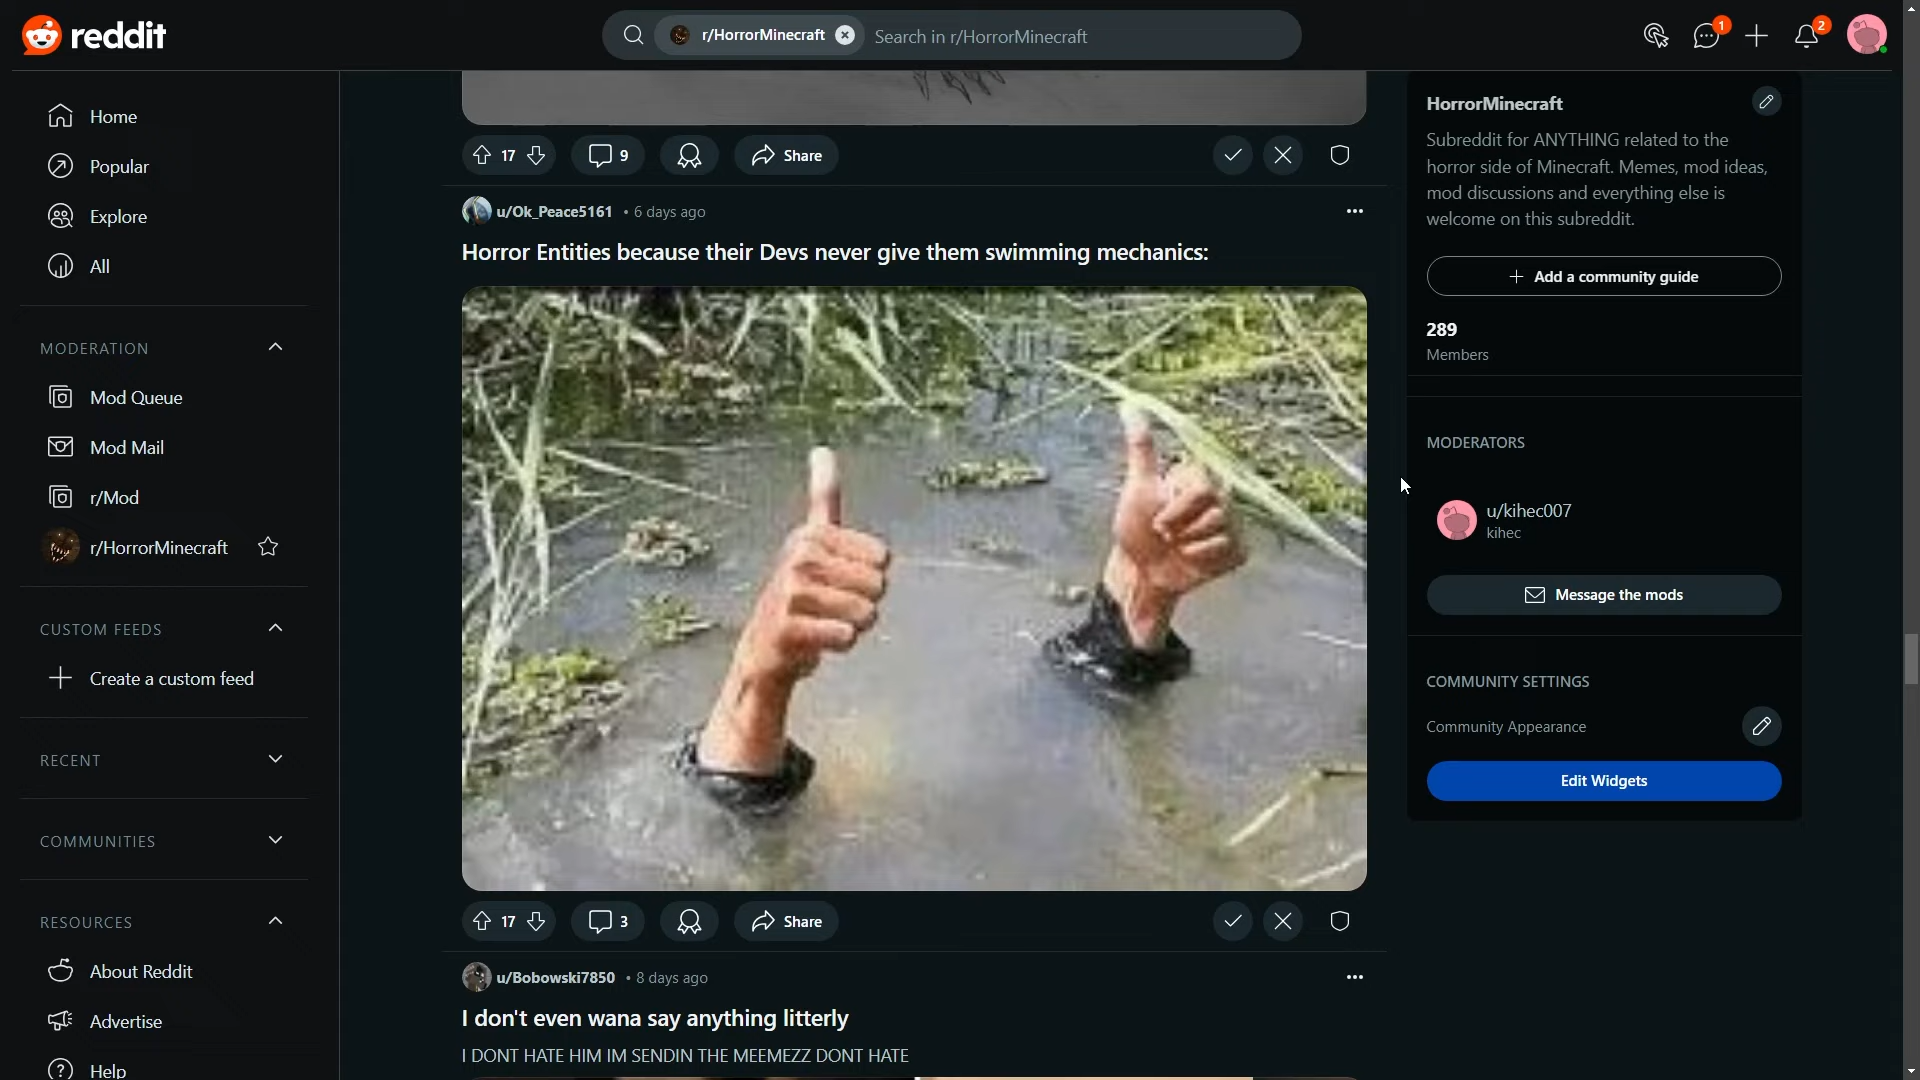 reddit
r/HorrorMinecraft
Search in r/HorrorMinecraft
1
2
Home
Popular
Explore
All
MODERATION
Mod Queue
Mod Mail
r/Mod
r/HorrorMinecraft
CUSTOM FEEDS
Create a custom feed
RECENT
COMMUNITIES
RESOURCES
About Reddit
Advertise
Help
17
9
Share
u/Ok_Peace5161 • 6 days ago
Horror Entities because their Devs never give them swimming mechanics:
17
3
Share
u/Bobowski7850 • 8 days ago
I don't even wana say anything litterly
I DONT HATE HIM IM SENDIN THE MEEMEZZ DONT HATE
HorrorMinecraft
Subreddit for ANYTHING related to the
horror side of Minecraft. Memes, mod ideas,
mod discussions and everything else is
welcome on this subreddit.
Add a community guide
289
Members
MODERATORS
u/kihec007
kihec
Message the mods
COMMUNITY SETTINGS
Community Appearance
Edit Widgets